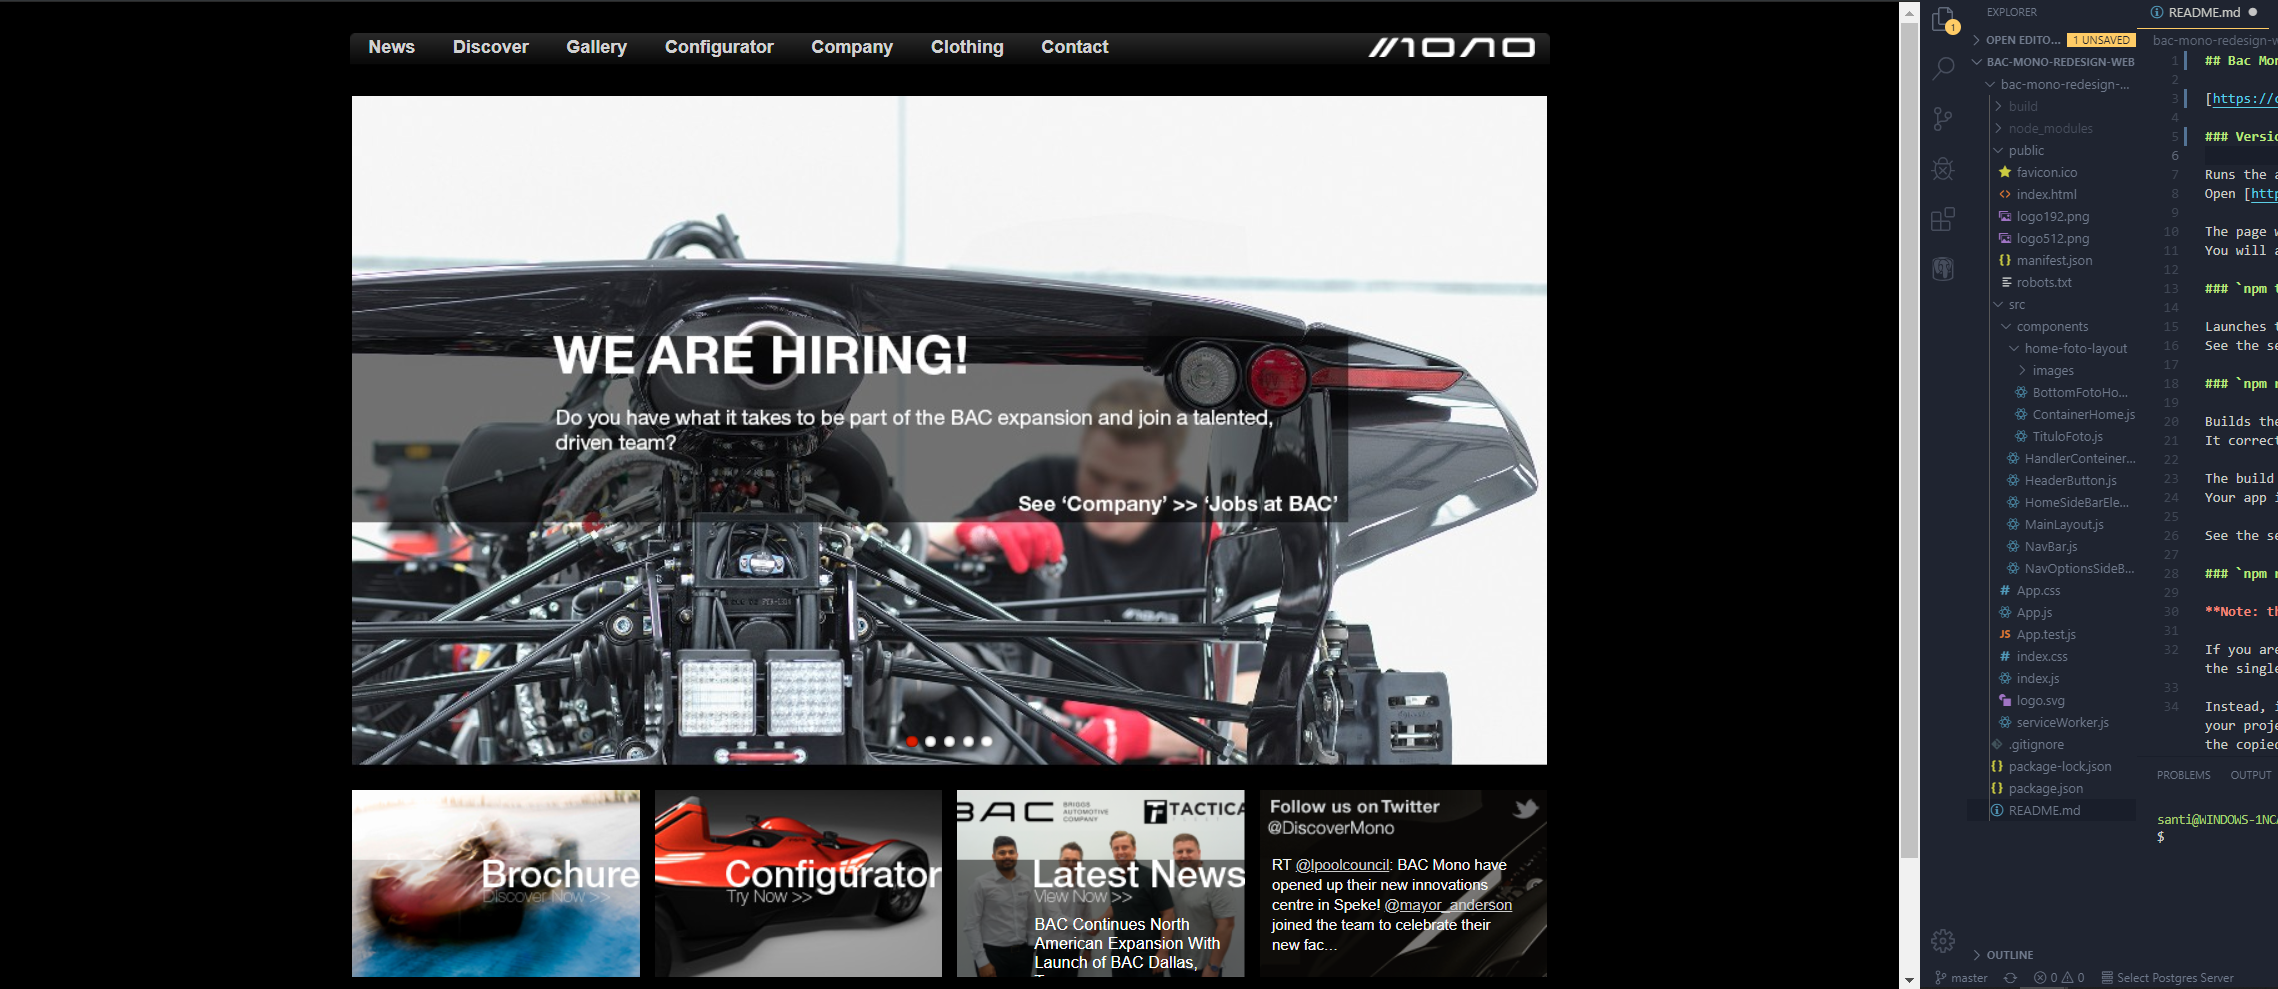 News Discover Gallery Configurator Company Clothing Contact MONO
WE ARE HIRING!
Do you have what it takes to be part of the BAC expansion and join a talented,
driven team?
See ‘Company’ >> ‘Jobs at BAC’
Brochure
Discover Now >>
Configurator
Try Now >>
BAC BRIGGS AUTOMOTIVE COMPANY TACTICA
Latest News
View Now >>
BAC Continues North
American Expansion With
Launch of BAC Dallas,
Follow us on Twitter
@DiscoverMono
RT @lpoolcouncil: BAC Mono have
opened up their new innovations
centre in Speke! @mayor_anderson
joined the team to celebrate their
new fac...
1
EXPLORER
OPEN EDITO... 1 UNSAVED
BAC-MONO-REDESIGN-WEB
bac-mono-redesign-...
build
node_modules
public
favicon.ico
index.html
logo192.png
logo512.png
manifest.json
robots.txt
src
components
home-foto-layout
images
BottomFotoHo...
ContainerHome.js
TituloFoto.js
HandlerConteiner...
HeaderButton.js
HomeSideBarEle...
MainLayout.js
NavBar.js
NavOptionsSideB...
App.css
App.js
App.test.js
index.css
index.js
logo.svg
serviceWorker.js
.gitignore
package-lock.json
package.json
README.md
OUTLINE
README.md
bac-mono-redesign-w
1 ## Bac Mon
2
3 [https://c
4
5 ### Versio
6
7 Runs the a
8 Open [http
9
10 The page w
11 You will a
12
13 ### `npm t
14
15 Launches t
16 See the se
17
18 ### `npm r
19
20 Builds the
21 It correct
22
23 The build
24 Your app i
25
26 See the se
27
28 ### `npm r
29
30 **Note: th
31
32 If you are
the single
33
34 Instead, i
your proje
the copied
PROBLEMS OUTPUT
santi@WINDOWS-1NCA
$
master 0 0 Select Postgres Server